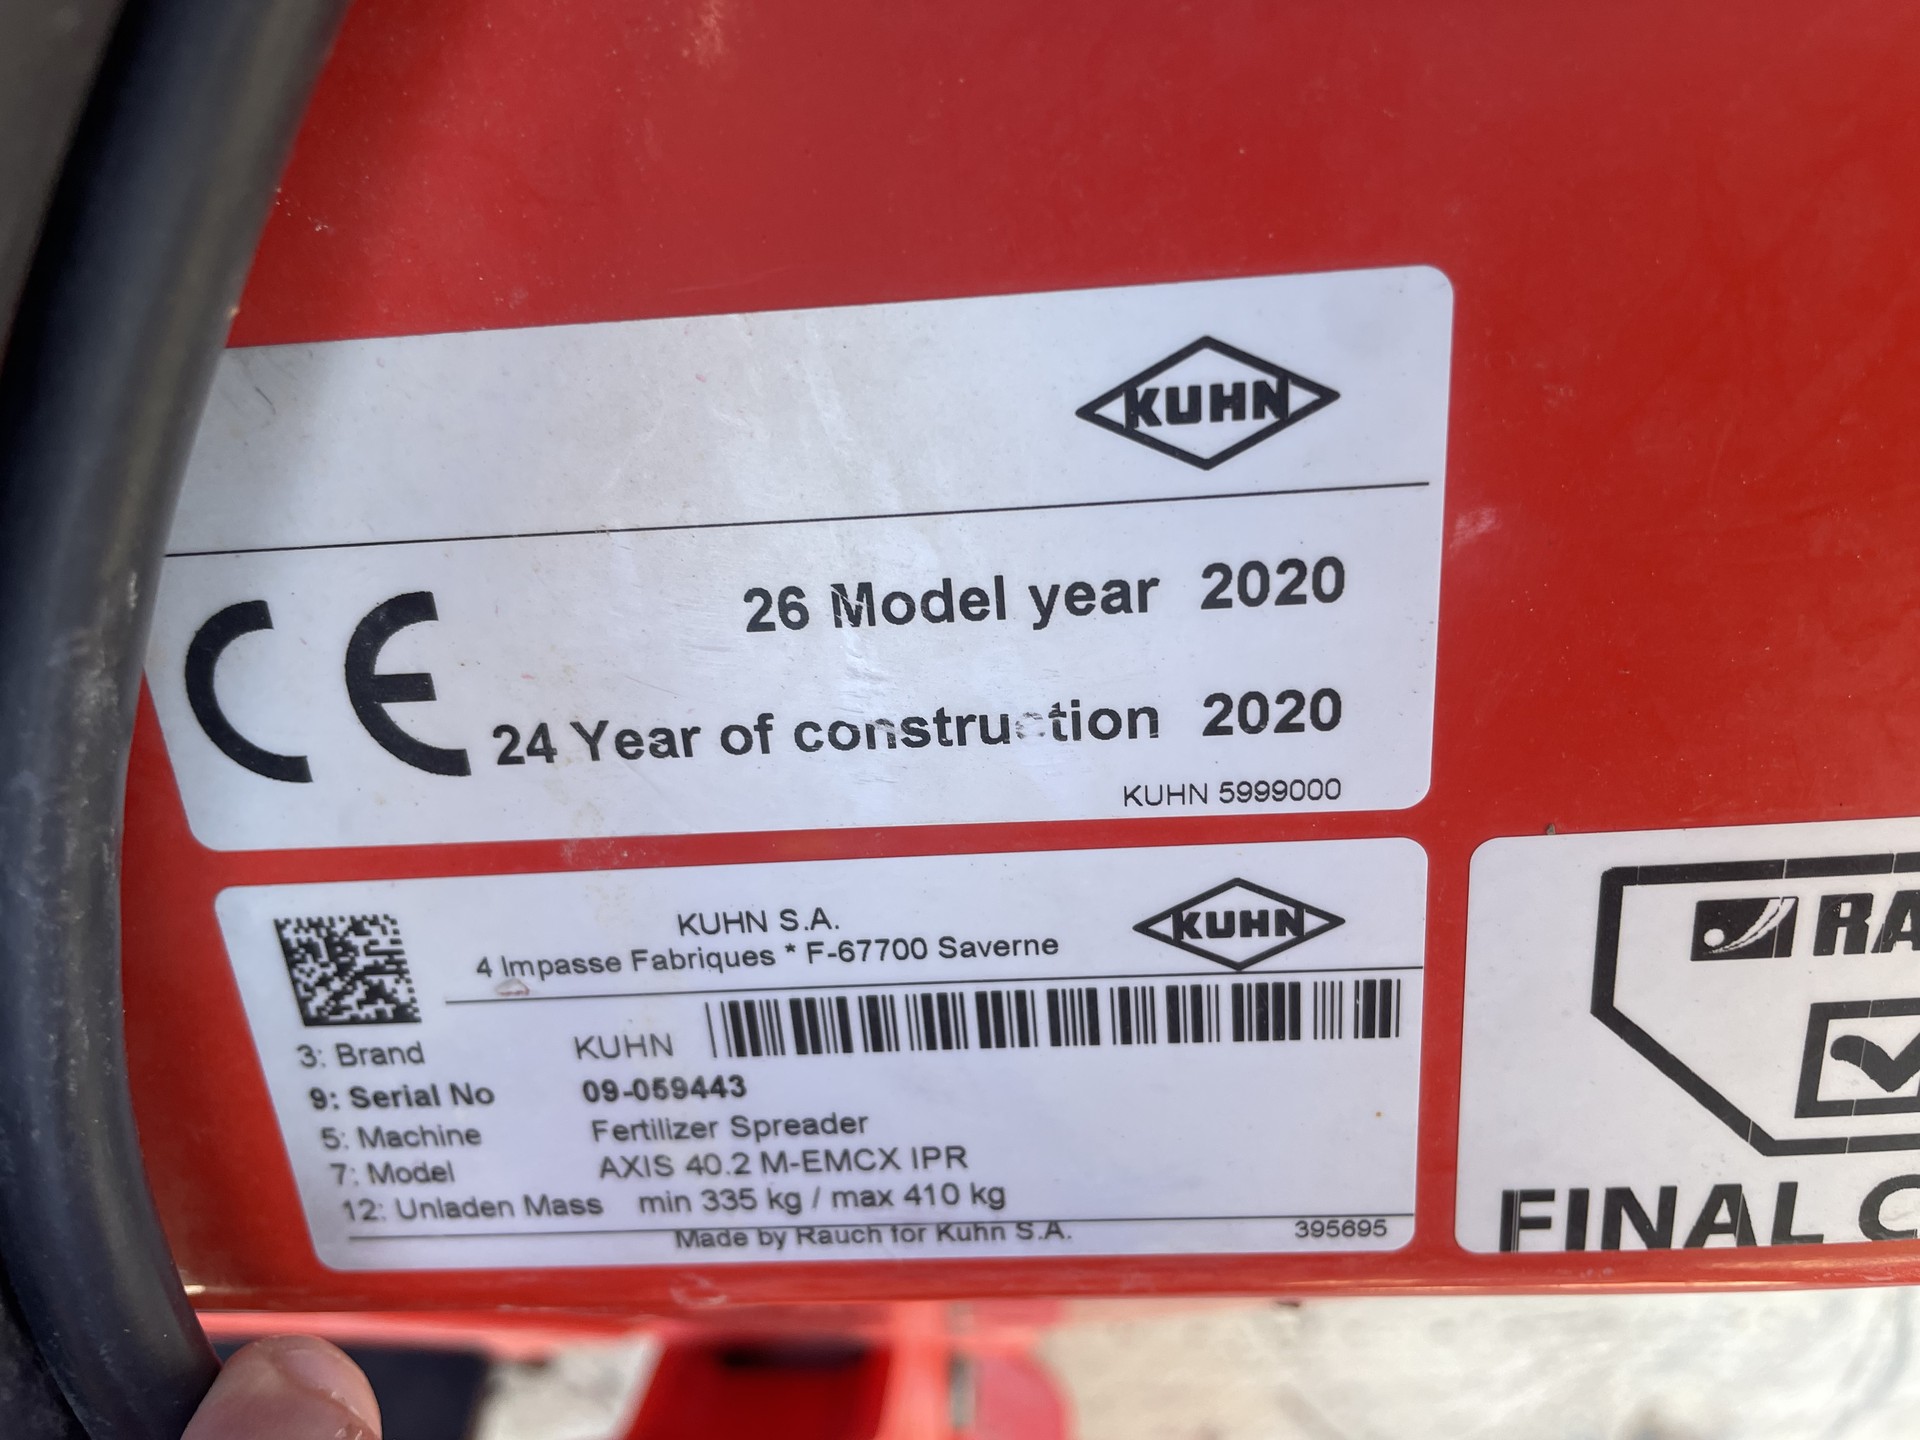 KUHN
CE
26 Model year 2020
24 Year of construction 2020
KUHN 5999000
KUHN S.A.
4 Impasse Fabriques * F-67700 Saverne
KUHN
3: Brand KUHN
9: Serial No 09-059443
5: Machine Fertilizer Spreader
7: Model AXIS 40.2 M-EMCX IPR
12: Unladen Mass min 335 kg / max 410 kg
Made by Rauch for Kuhn S.A. 395695
RA
FINAL C